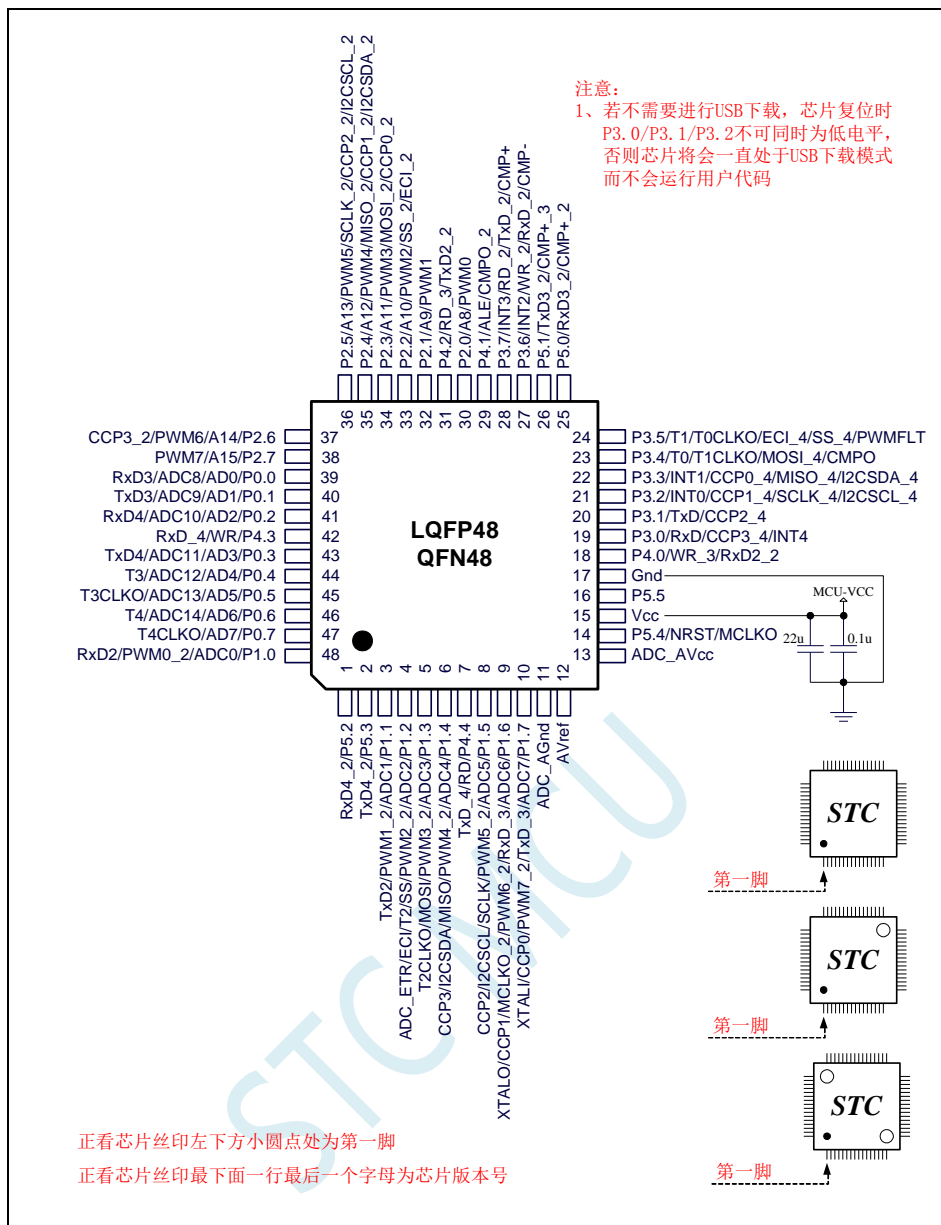 P2.5/A13/PWM5/SCLK_2/CCP2_2/I2CSCL_2
P2.4/A12/PWM4/MISO_2/CCP1_2/I2CSDA_2
P2.3/A11/PWM3/MOSI_2/CCP0_2
P2.2/A10/PWM2/SS_2/ECI_2
P2.1/A9/PWM1
P4.2/RD_3/TxD2_2
P2.0/A8/PWM0
P4.1/ALE/CMPO_2
P3.7/INT3/RD_2/TxD_2/CMP+
P3.6/INT2/WR_2/RxD_2/CMP-
P5.1/TxD3_2/CMP+_3
P5.0/RxD3_2/CMP+_2
注意：
1、若不需要进行USB下载，芯片复位时
P3.0/P3.1/P3.2不可同时为低电平，
否则芯片将会一直处于USB下载模式
而不会运行用户代码
36 35 34 33 32 31 30 29 28 27 26 25
CCP3_2/PWM6/A14/P2.6 37
PWM7/A15/P2.7 38
RxD3/ADC8/AD0/P0.0 39
TxD3/ADC9/AD1/P0.1 40
RxD4/ADC10/AD2/P0.2 41
RxD_4/WR/P4.3 42
TxD4/ADC11/AD3/P0.3 43
T3/ADC12/AD4/P0.4 44
T3CLKO/ADC13/AD5/P0.5 45
T4/ADC14/AD6/P0.6 46
T4CLKO/AD7/P0.7 47
RxD2/PWM0_2/ADC0/P1.0 48
LQFP48
QFN48
24 P3.5/T1/T0CLKO/ECI_4/SS_4/PWMFLT
23 P3.4/T0/T1CLKO/MOSI_4/CMPO
22 P3.3/INT1/CCP0_4/MISO_4/I2CSDA_4
21 P3.2/INT0/CCP1_4/SCLK_4/I2CSCL_4
20 P3.1/TxD/CCP2_4
19 P3.0/RxD/CCP3_4/INT4
18 P4.0/WR_3/RxD2_2
17 Gnd
16 P5.5
15 Vcc
14 P5.4/NRST/MCLKO
13 ADC_AVcc
MCU-VCC
22u
0.1u
1 2 3 4 5 6 7 8 9 10 11 12
RxD4_2/P5.2
TxD4_2/P5.3
TxD2/PWM1_2/ADC1/P1.1
ADC_ETR/ECI/T2/SS/PWM2_2/ADC2/P1.2
T2CLKO/MOSI/PWM3_2/ADC3/P1.3
CCP3/I2CSDA/MISO/PWM4_2/ADC4/P1.4
TxD_4/RD/P4.4
CCP2/I2CSCL/SCLK/PWM5_2/ADC5/P1.5
XTALO/CCP1/MCLKO_2/PWM6_2/RxD_3/ADC6/P1.6
XTALI/CCP0/PWM7_2/TxD_3/ADC7/P1.7
ADC_AGnd
AVref
STC
第一脚
STC
第一脚
STC
第一脚
STC MCU
正看芯片丝印左下方小圆点处为第一脚
正看芯片丝印最下面一行最后一个字母为芯片版本号